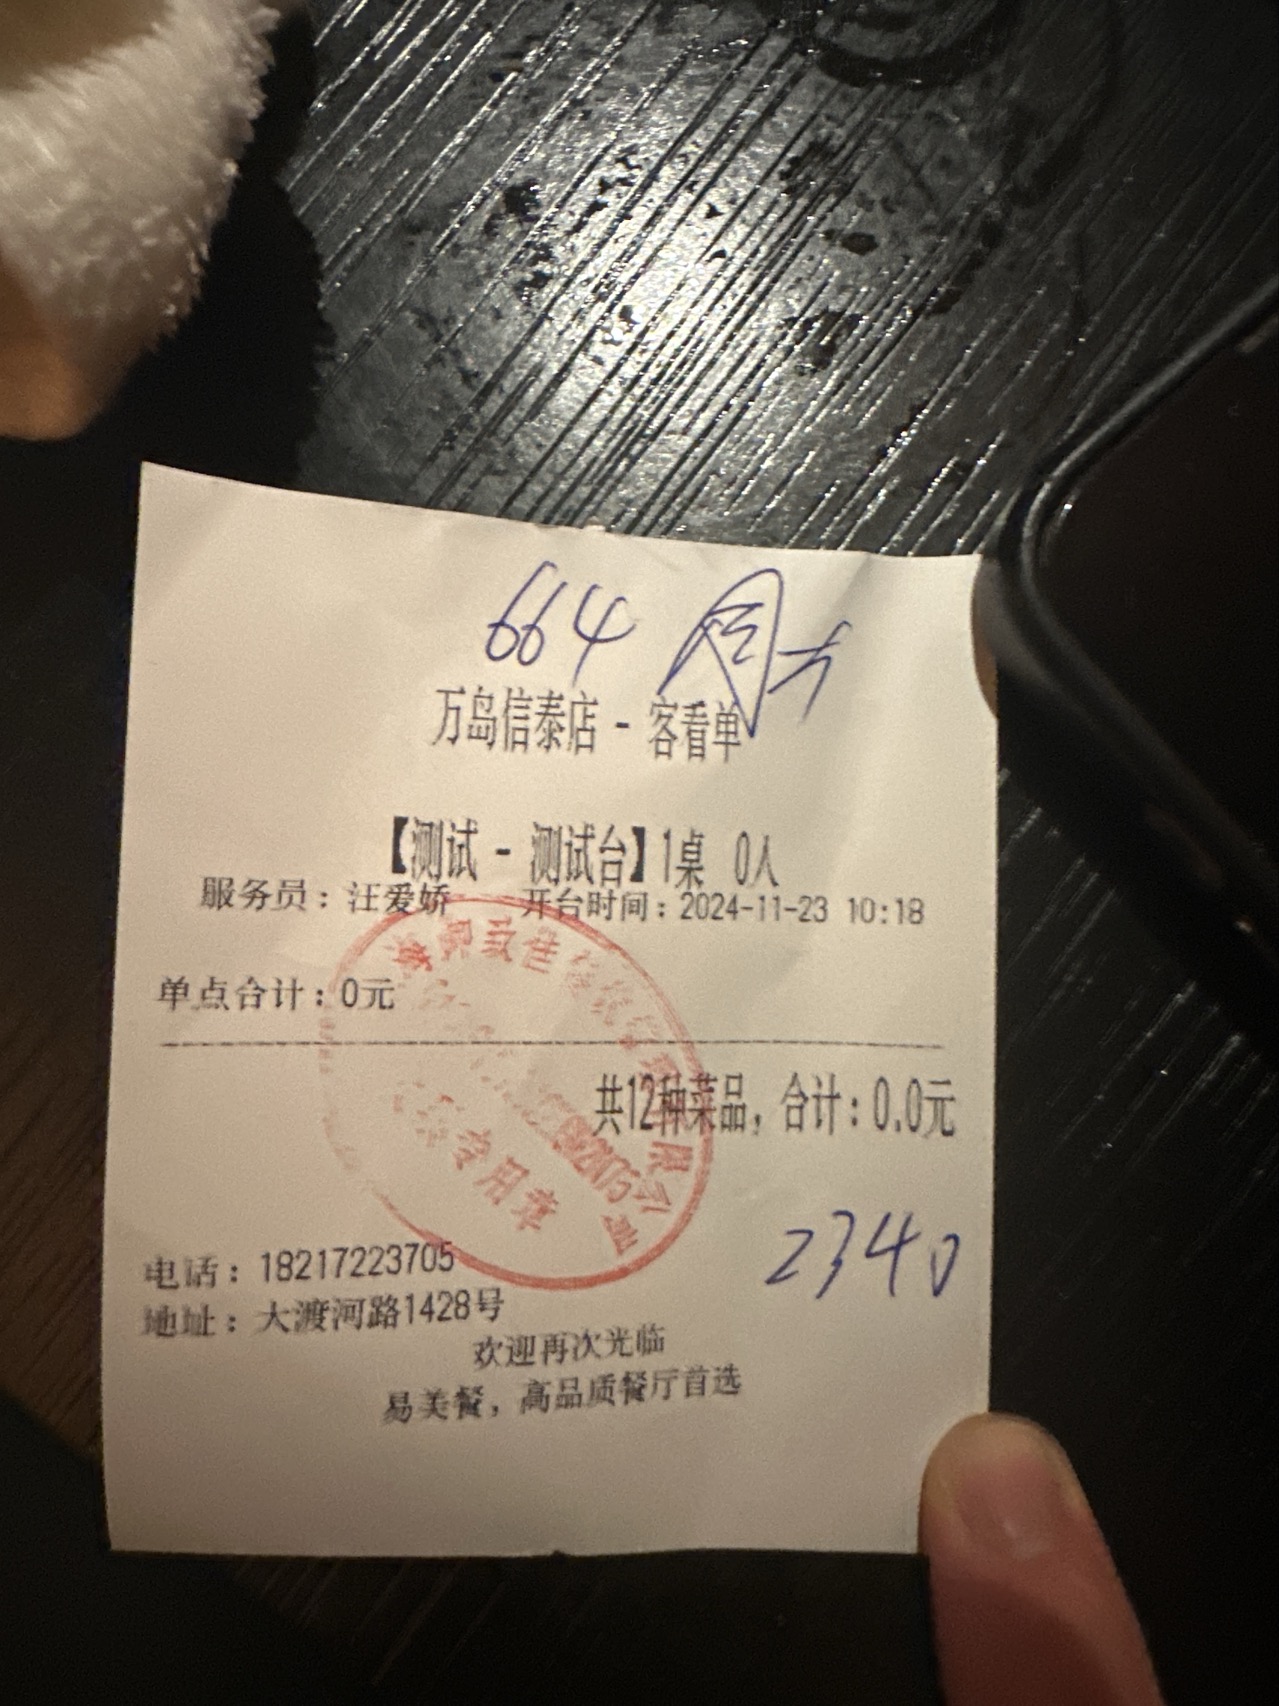 664
万岛信泰店 - 客看单
【测试 - 测试台】1桌 0人
服务员：汪爱娇 开台时间：2024-11-23 10:18
单点合计：0元
共12种菜品，合计：0.0元
专用章
2340
电话：18217223705
地址：大渡河路1428号
欢迎再次光临
易美餐，高品质餐厅首选